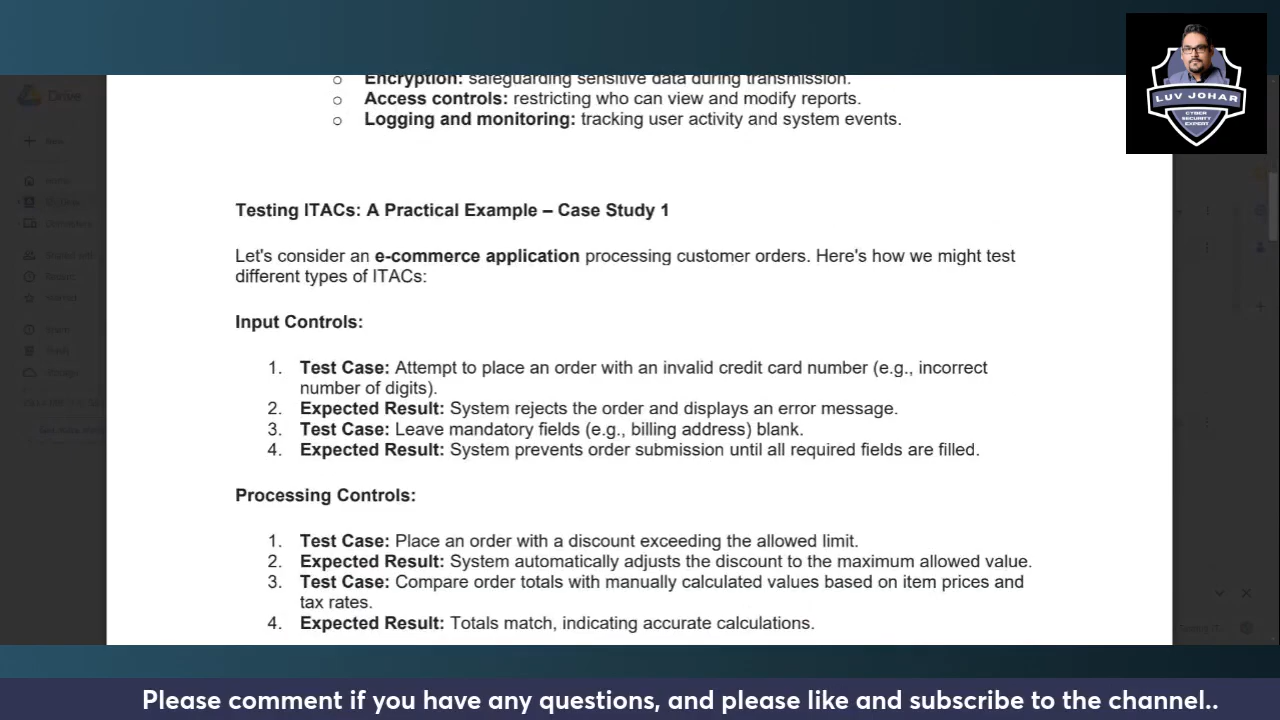 Encryption: safeguarding sensitive data during transmission.
Access controls: restricting who can view and modify reports.
Logging and monitoring: tracking user activity and system events.
LUV JOHAR
CYBER
SECURITY
EXPERT
Drive
Testing ITACs: A Practical Example – Case Study 1
Let's consider an e-commerce application processing customer orders. Here's how we might test
different types of ITACs:
Input Controls:
1. Test Case: Attempt to place an order with an invalid credit card number (e.g., incorrect
number of digits).
2. Expected Result: System rejects the order and displays an error message.
3. Test Case: Leave mandatory fields (e.g., billing address) blank.
4. Expected Result: System prevents order submission until all required fields are filled.
Processing Controls:
1. Test Case: Place an order with a discount exceeding the allowed limit.
2. Expected Result: System automatically adjusts the discount to the maximum allowed value.
3. Test Case: Compare order totals with manually calculated values based on item prices and
tax rates.
4. Expected Result: Totals match, indicating accurate calculations.
Please comment if you have any questions, and please like and subscribe to the channel..